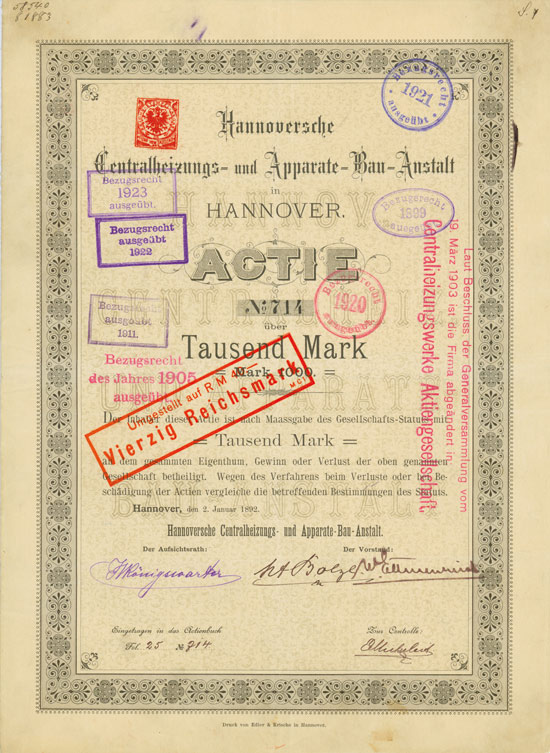 58540
81883
Hannoversche
Centralheizungs- und Apparate-Bau-Anstalt
in
HANNOVER.
ACTIE
No 714
über
Tausend Mark
= Mark 1000. =
Der Inhaber dieser Actie ist nach Maassgabe des Gesellschafts-Statuts mit
= Tausend Mark =
an dem gesammten Eigenthum, Gewinn oder Verlust der oben genannten
Gesellschaft betheiligt. Wegen des Verfahrens beim Verluste oder bei Be-
schädigung der Actien vergleiche die betreffenden Bestimmungen des Statuts.
Hannover, den 2. Januar 1892.
Hannoversche Centralheizungs- und Apparate-Bau-Anstalt.
Der Aufsichtsrath:
Der Vorstand:
Eingetragen in das Actienbuch
Fol. 25 No 714
Zur Controlle:
Druck von Edler & Krische in Hannover.
Bezugsrecht
1921
ausgeübt
Bezugsrecht
1923
ausgeübt.
Bezugsrecht
ausgeübt
1922
Bezugsrecht
1909
ausgeübt
Bezugsrecht
1920
Bezugsrecht
ausgeübt
1911.
Bezugsrecht
des Jahres 1905
ausgeübt
Umgestellt auf R M
Vierzig Reichsmark
Laut Beschluss der Generalversammlung vom
19. März 1903 ist die Firma abgeändert in
Centralheizungswerke Aktiengesellschaft.